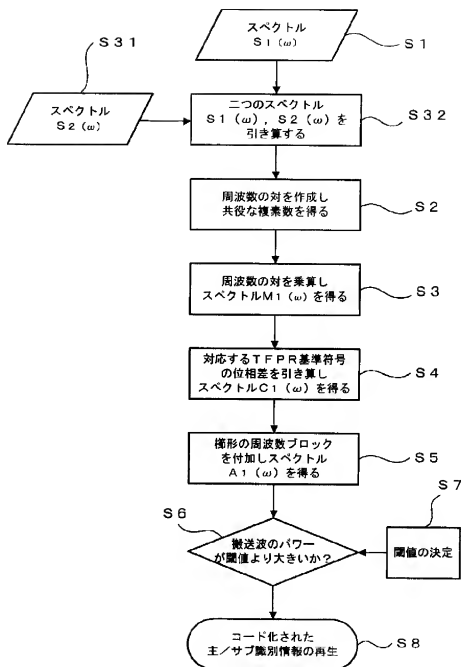 スペクトル
S1(ω)
S1
S31
スペクトル
S2(ω)
二つのスペクトル
S1(ω),S2(ω)を
引き算する
S32
周波数の対を作成し
共役な複素数を得る
S2
周波数の対を乗算し
スペクトルM1(ω)を得る
S3
対応するTFPR基準符号
の位相差を引き算し
スペクトルC1(ω)を得る
S4
櫛形の周波数ブロック
を付加しスペクトル
A1(ω)を得る
S5
S6
搬送波のパワー
が閾値より大きいか?
S7
閾値の決定
コード化された
主/サブ識別情報の再生
S8